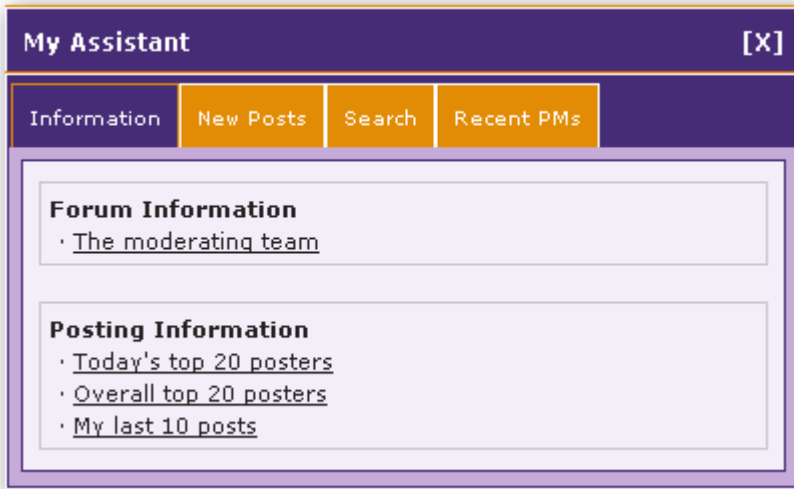 My Assistant [X]
Information New Posts Search Recent PMs
Forum Information
· The moderating team
Posting Information
· Today's top 20 posters
· Overall top 20 posters
· My last 10 posts